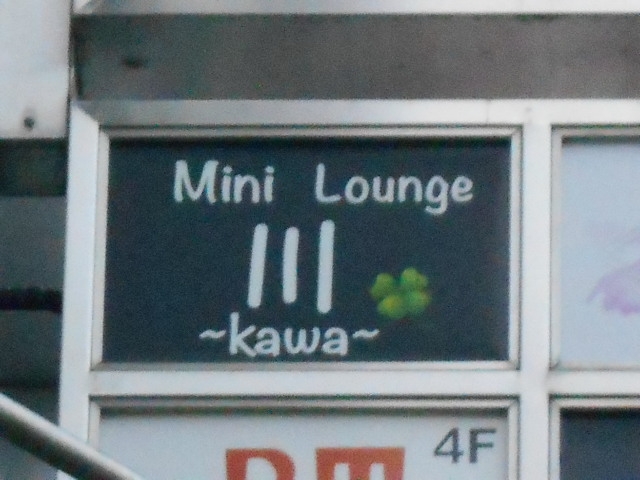 Mini Lounge
川
~kawa~
4F